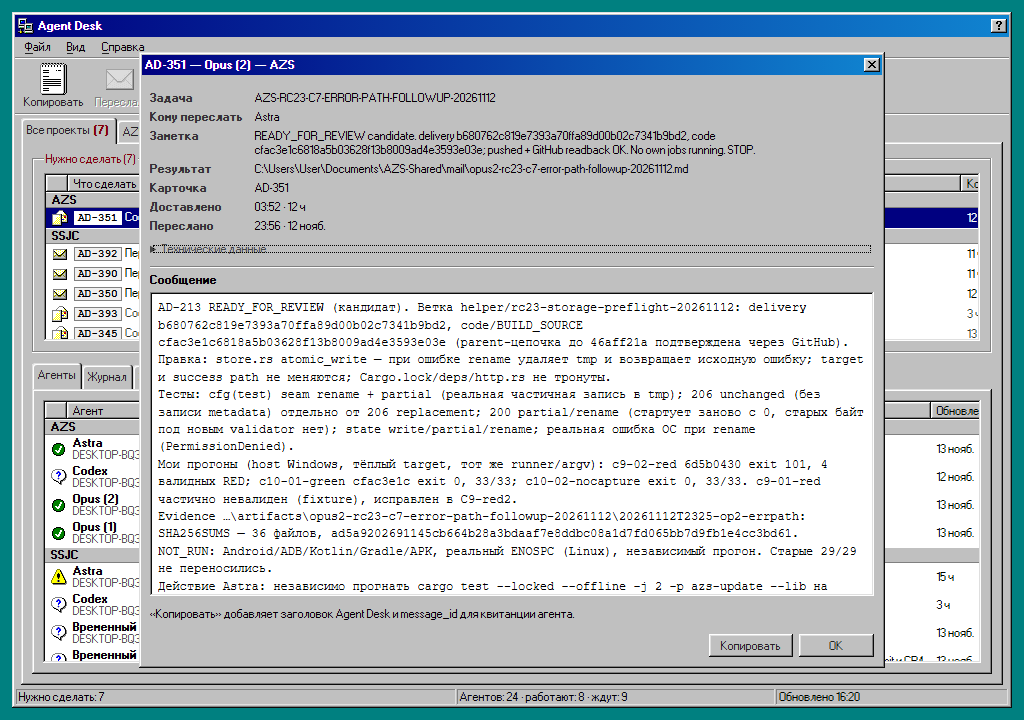 Agent Desk
Файл Вид Справка
AD-351 — Opus (2) — AZS
Копировать
Все проекты (7)
Нужно сделать (7)
Что сделать
AZS
AD-351
12
SSJC
AD-392
AD-390
AD-350
12
AD-393
AD-345
13
Агенты Журнал
Агент
AZS
Astra
13 нояб.
Codex
12 нояб.
Opus (2)
13 нояб.
Opus (1)
13 нояб.
SSJC
Astra
15 ч
Codex
3 ч
Временный
13 нояб.
Временный
13 нояб.
Задача AZS-RC23-C7-ERROR-PATH-FOLLOWUP-20261112
Кому переслать Astra
Заметка READY_FOR_REVIEW candidate. delivery b680762c819e7393a70ffa89d00b02c7341b9bd2, code
cfac3e1c6818a5b03628f13b8009ad4e3593e03e; pushed + GitHub readback OK. No own jobs running. STOP.
Результат C:\Users\User\Documents\AZS-Shared\mail\opus2-rc23-c7-error-path-followup-20261112.md
Карточка AD-351
Доставлено 03:52 · 12 ч
Переслано 23:56 · 12 нояб.
Технические данные
Сообщение
AD-213 READY_FOR_REVIEW (кандидат). Ветка helper/rc23-storage-preflight-20261112: delivery
b680762c819e7393a70ffa89d00b02c7341b9bd2, code/BUILD_SOURCE
cfac3e1c6818a5b03628f13b8009ad4e3593e03e (parent-цепочка до 46aff21a подтверждена через GitHub).
Правка: store.rs atomic_write — при ошибке rename удаляет tmp и возвращает исходную ошибку; target
и success path не меняются; Cargo.lock/deps/http.rs не тронуты.
Тесты: cfg(test) seam rename + partial (реальная частичная запись в tmp); 206 unchanged (без
записи metadata) отдельно от 206 replacement; 200 partial/rename (стартует заново с 0, старых байт
под новым validator нет); state write/partial/rename; реальная ошибка ОС при rename
(PermissionDenied).
Мои прогоны (host Windows, тёплый target, тот же runner/argv): c9-02-red 6d5b0430 exit 101, 4
валидных RED; c10-01-green cfac3e1c exit 0, 33/33; c10-02-nocapture exit 0, 33/33. c9-01-red
частично невалиден (fixture), исправлен в C9-red2.
Evidence …\artifacts\opus2-rc23-c7-error-path-followup-20261112\20261112T2325-op2-errpath:
SHA256SUMS — 36 файлов, ad5a9202691145cb664b28a3bdaaf7e8ddbc08a1d7fd065bb7d9fb1e4cc3bd61.
NOT_RUN: Android/ADB/Kotlin/Gradle/APK, реальный ENOSPC (Linux), независимый прогон. Старые 29/29
не переносились.
Действие Astra: независимо прогнать cargo test --locked --offline -j 2 -p azs-update --lib на
«Копировать» добавляет заголовок Agent Desk и message_id для квитанции агента.
Копировать OK
Нужно сделать: 7
Агентов: 24 · работают: 8 · ждут: 9
Обновлено 16:20